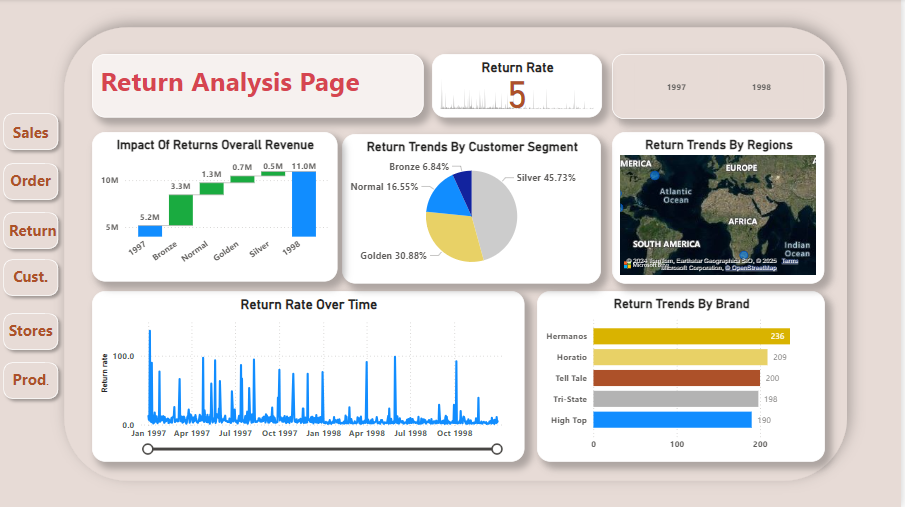 Return Analysis Page
Return Rate
5
1997
1998
Sales
Order
Return
Cust.
Stores
Prod.
Impact Of Returns Overall Revenue
10M
5M
5.2M
3.3M
1.3M
0.7M
0.5M
11.0M
1997
Bronze
Normal
Golden
Silver
1998
Return Trends By Customer Segment
Bronze 6.84%
Normal 16.55%
Silver 45.73%
Golden 30.88%
Return Trends By Regions
MERICA
EUROPE
Atlantic
Ocean
AFRICA
SOUTH AMERICA
Indian
Ocean
© 2024 TomTom, Earthstar Geographics SIO, © 2025
Terms
Microsoft Corporation, © OpenStreetMap
Return Rate Over Time
Return rate
100.0
0.0
Jan 1997
Apr 1997
Jul 1997
Oct 1997
Jan 1998
Apr 1998
Jul 1998
Oct 1998
Return Trends By Brand
Hermanos
236
Horatio
209
Tell Tale
200
Tri-State
198
High Top
190
0
100
200